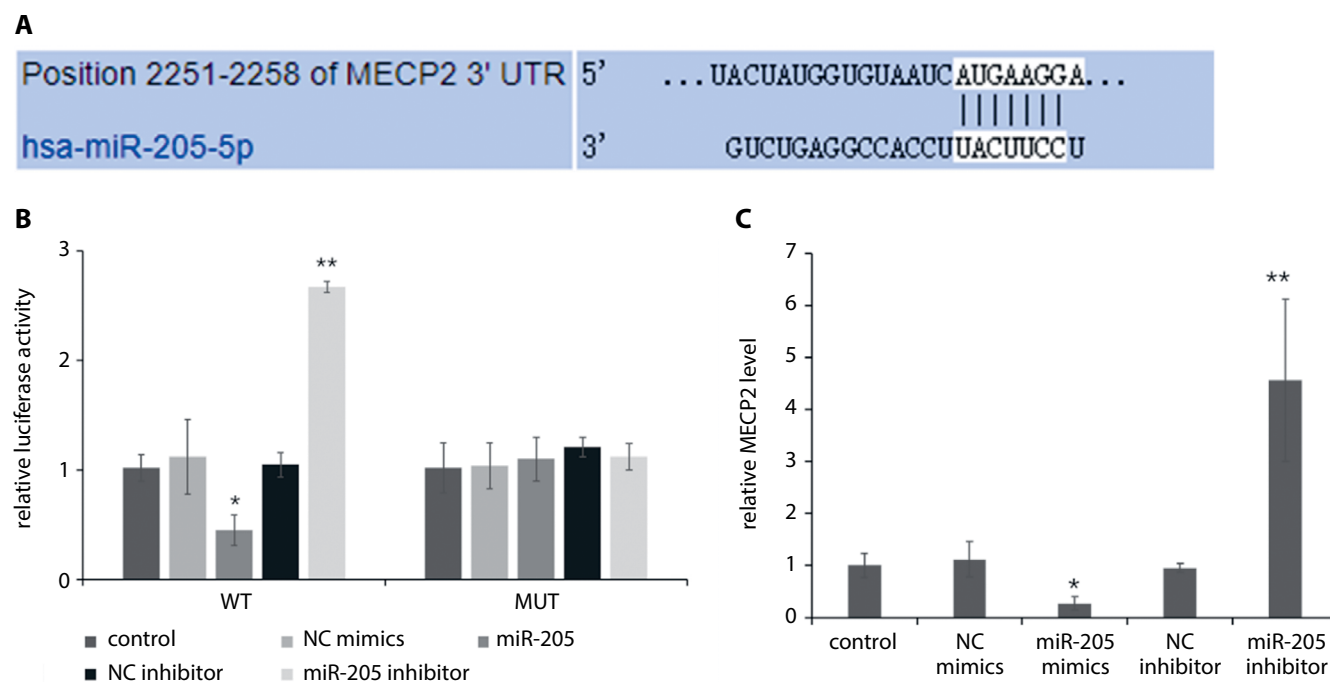 A
Position 2251-2258 of MECP2 3' UTR 5' ...UACUAUGGUGUAAUCAUGAAGGA...
hsa-miR-205-5p 3' GUCUGAGGCCACCUUACUUCCU
B
relative luciferase activity
3
2
1
0
*
**
WT MUT
control NC mimics miR-205
NC inhibitor miR-205 inhibitor
C
relative MECP2 level
7
6
5
4
3
2
1
0
*
**
control NC miR-205 NC miR-205
mimics mimics inhibitor inhibitor